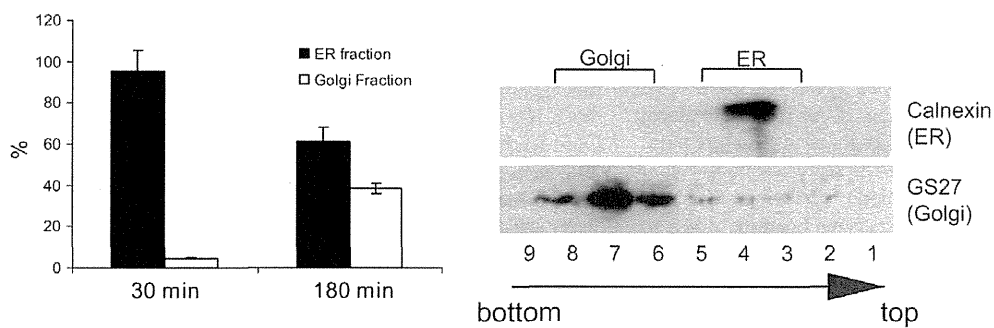 120
100
80
60
40
20
0
%
ER fraction
Golgi Fraction
30 min
180 min
Golgi
ER
Calnexin
(ER)
GS27
(Golgi)
9 8 7 6 5 4 3 2 1
bottom
top